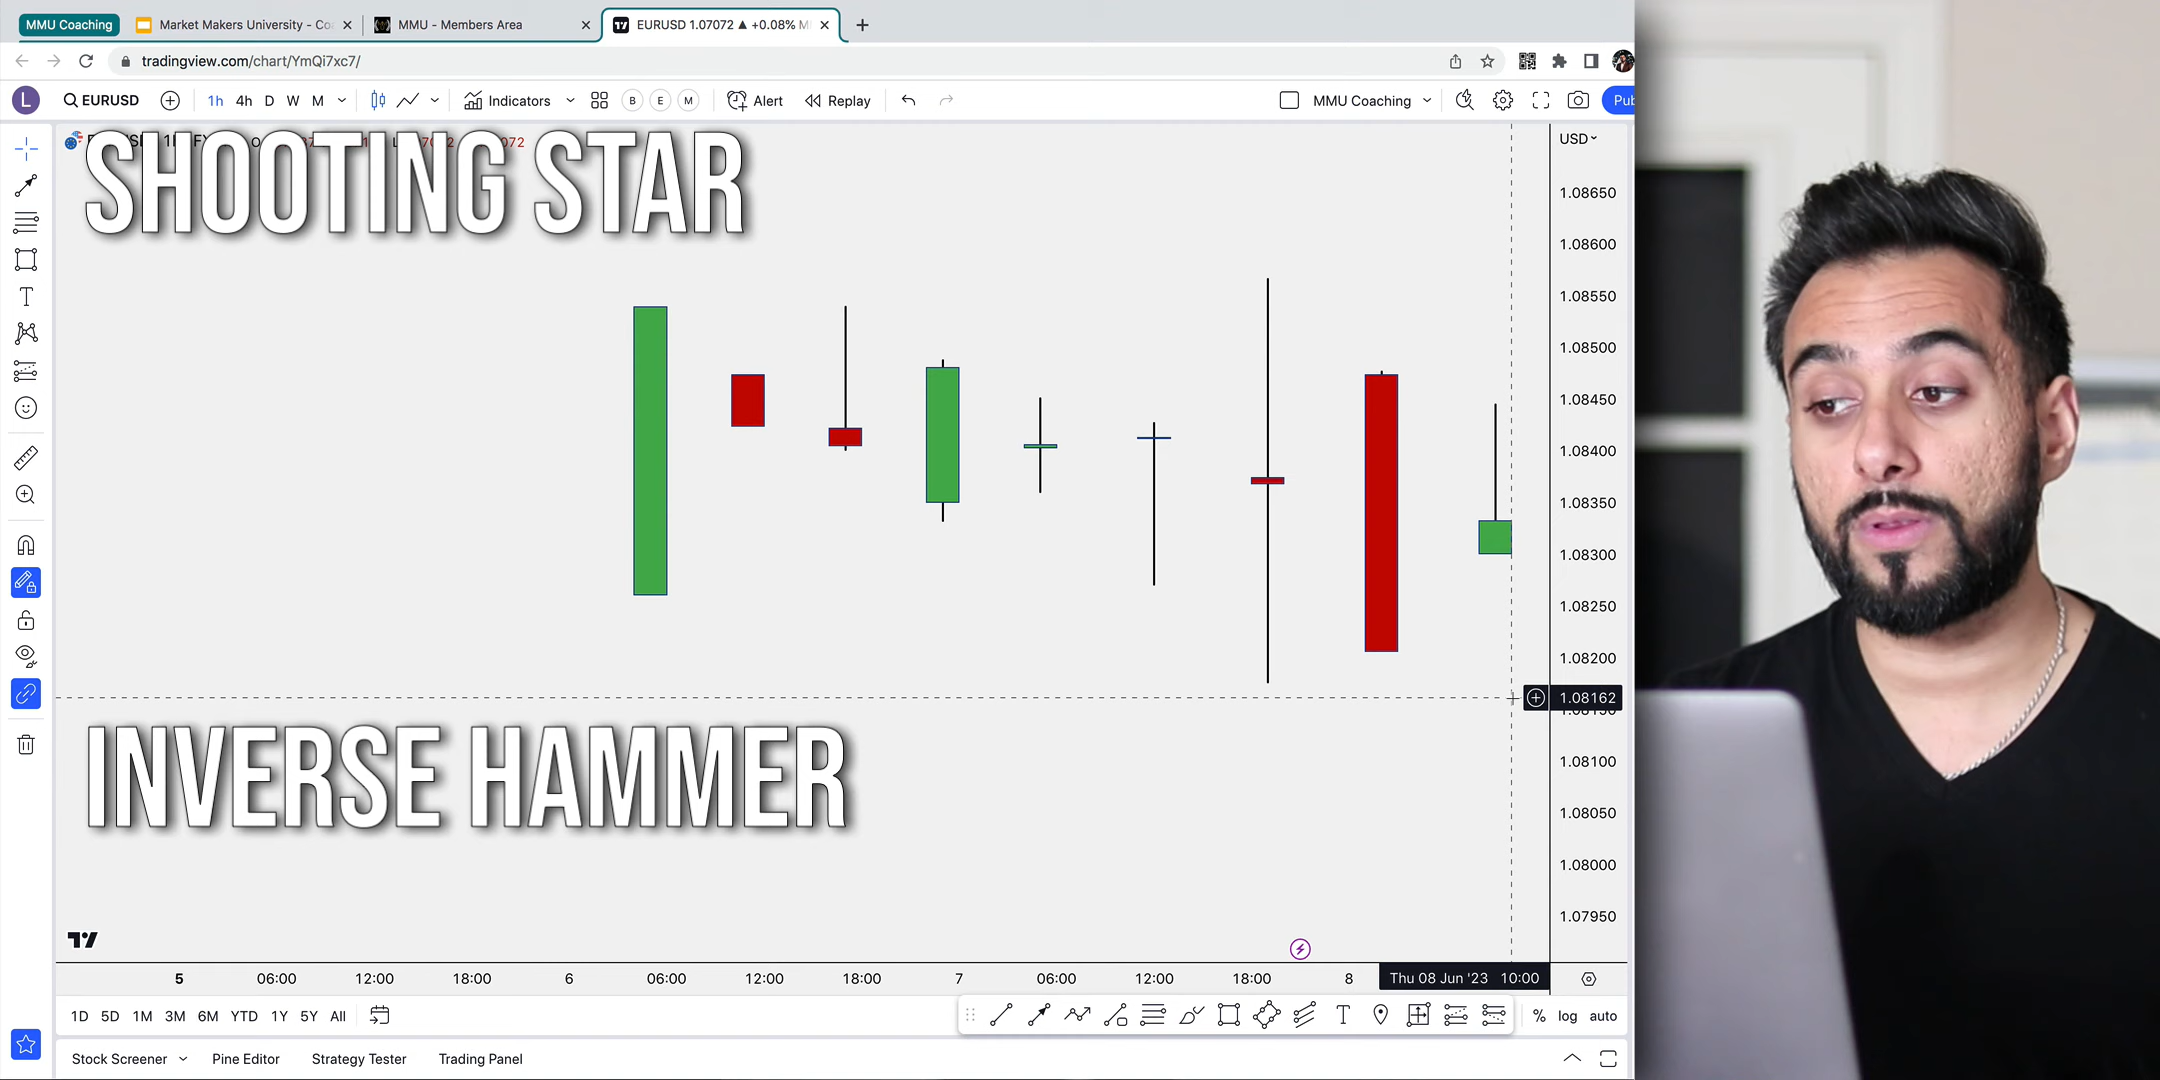 MMU Coaching
Market Makers University - Co
MMU - Members Area
EURUSD 1.07072 ▲ +0.08% M
tradingview.com/chart/YmQi7xc7/
L
EURUSD
1h
4h
D
W
M
Indicators
B
E
M
Alert
Replay
MMU Coaching
Pub
USD
SHOOTING STAR
1.08650
1.08600
1.08550
1.08500
1.08450
1.08400
1.08350
1.08300
1.08250
1.08200
1.08162
1.08100
1.08050
1.08000
1.07950
INVERSE HAMMER
5
06:00
12:00
18:00
6
06:00
12:00
18:00
7
06:00
12:00
18:00
8
Thu 08 Jun '23 10:00
1D
5D
1M
3M
6M
YTD
1Y
5Y
All
%
log
auto
Stock Screener
Pine Editor
Strategy Tester
Trading Panel